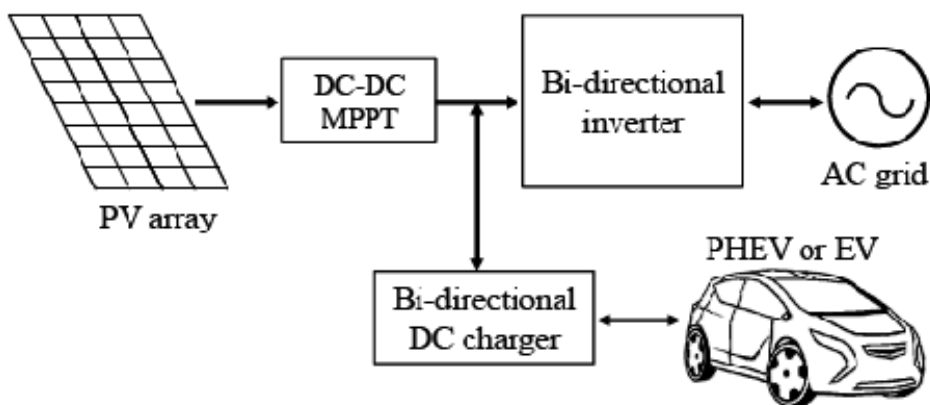 DC-DC
MPPT
Bi-directional
inverter
PV array
AC grid
PHEV or EV
Bi-directional
DC charger